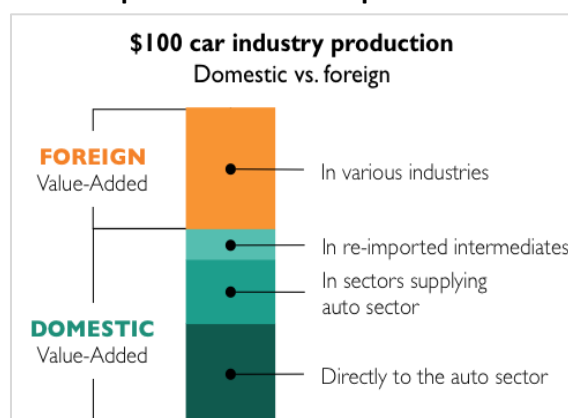 $100 car industry production
Domestic vs. foreign
FOREIGN
Value-Added
In various industries
In re-imported intermediates
In sectors supplying
auto sector
DOMESTIC
Value-Added
Directly to the auto sector